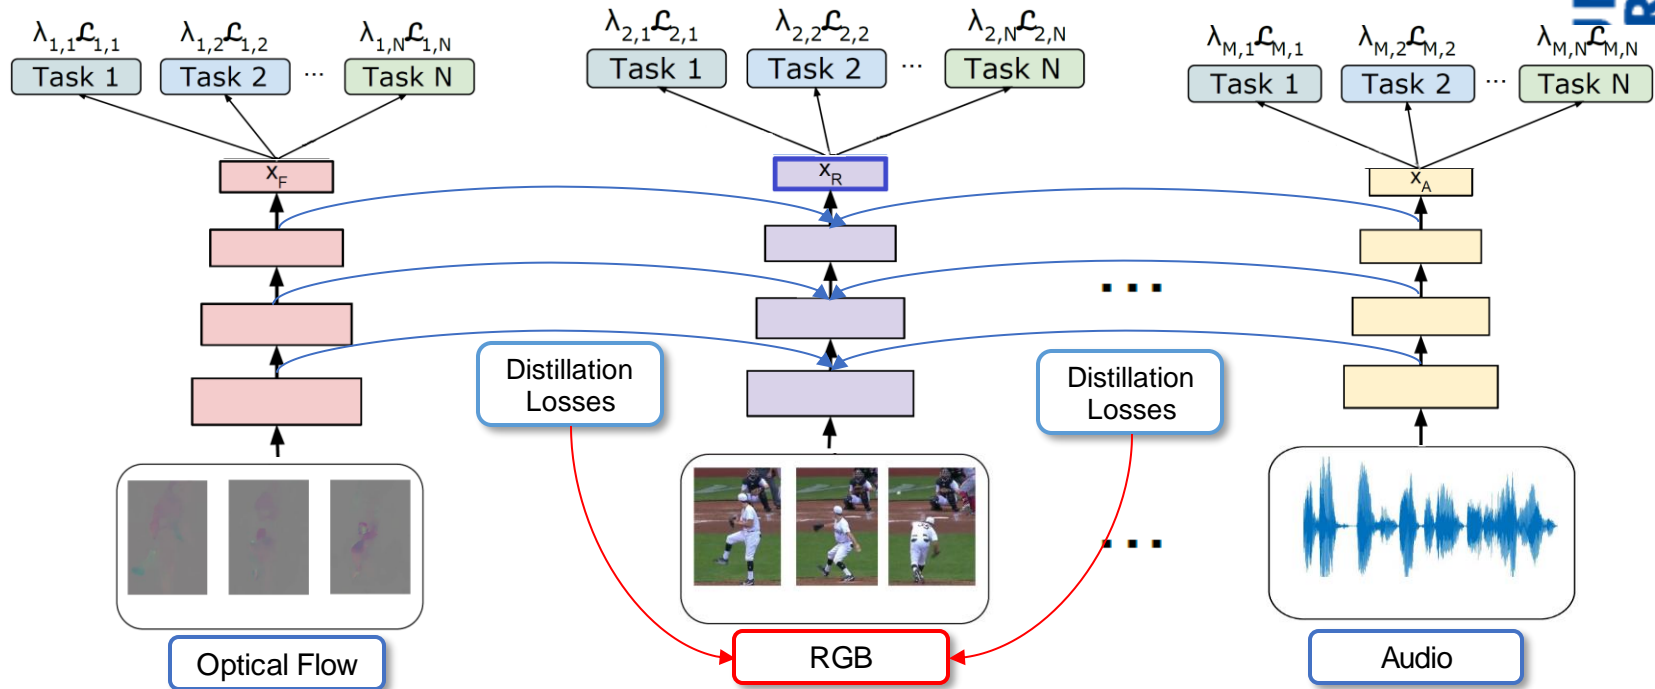 λ1,1ℒ1,1 λ1,2ℒ1,2 λ1,Nℒ1,N
Task 1 Task 2 ... Task N
λ2,1ℒ2,1 λ2,2ℒ2,2 λ2,Nℒ2,N
Task 1 Task 2 ... Task N
λM,1ℒM,1 λM,2ℒM,2 λM,NℒM,N
Task 1 Task 2 ... Task N
xF
xR
xA
...
Distillation
Losses
Distillation
Losses
...
Optical Flow
RGB
Audio